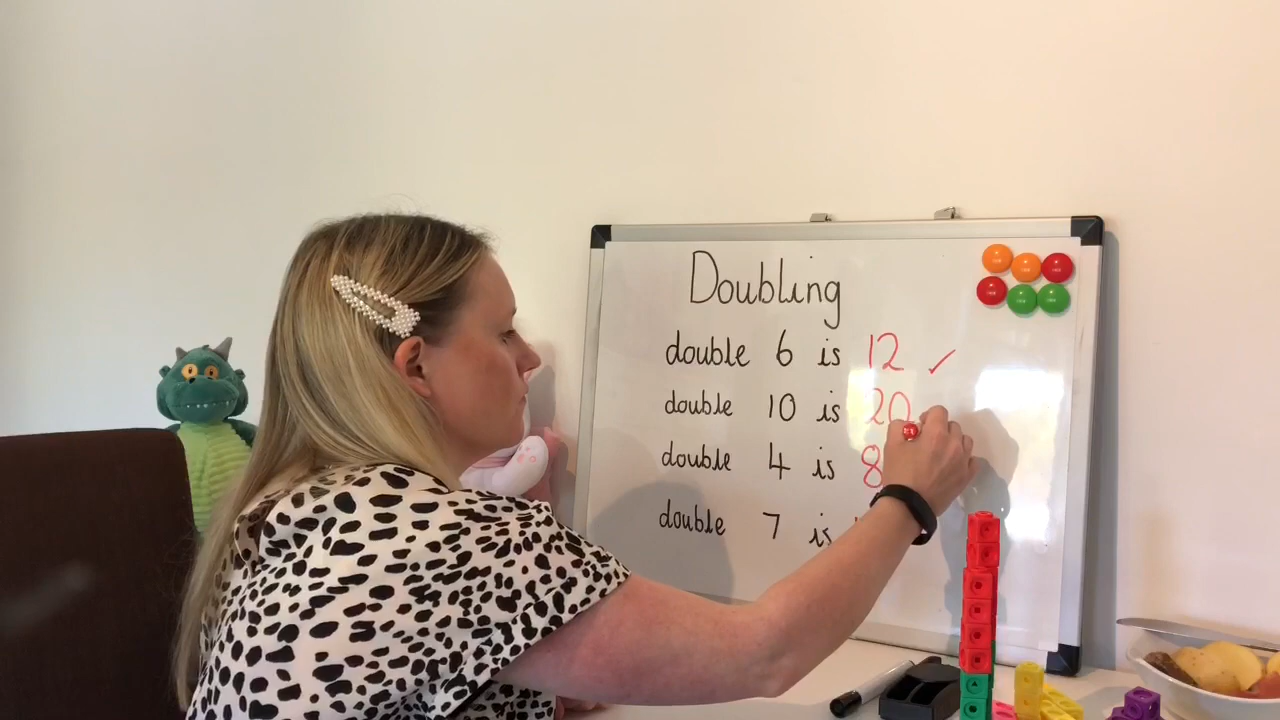 Doubling
double 6 is 12 ✓
double 10 is 20
double 4 is 8
double 7 is